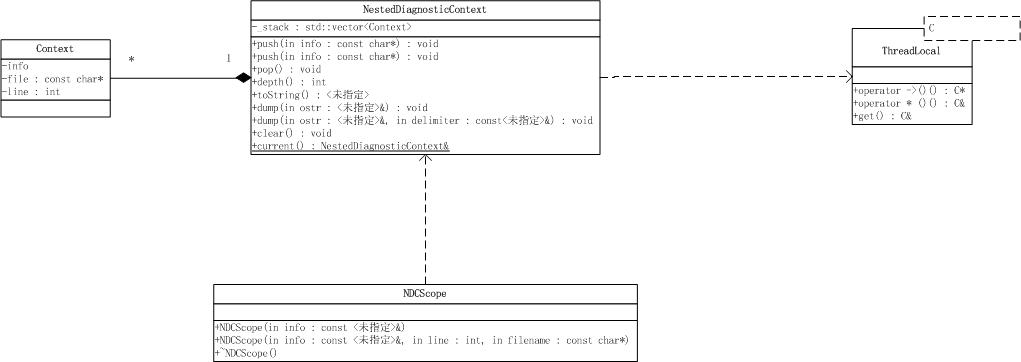 NestedDiagnosticContext
-_stack : std::vector<Context>
+push(in info : const char*) : void
+push(in info : const char*) : void
+pop() : void
+depth() : int
+toString() : <未指定>
+dump(in ostr : <未指定>&) : void
+dump(in ostr : <未指定>&, in delimiter : const<未指定>&) : void
+clear() : void
+current() : NestedDiagnosticContext&
Context
-info
-file : const char*
-line : int
*
1
C
ThreadLocal
+operator ->()() : C*
+operator * ()() : C&
+get() : C&
NDCScope
+NDCScope(in info : const <未指定>&)
+NDCScope(in info : const <未指定>&, in line : int, in filename : const char*)
+~NDCScope()